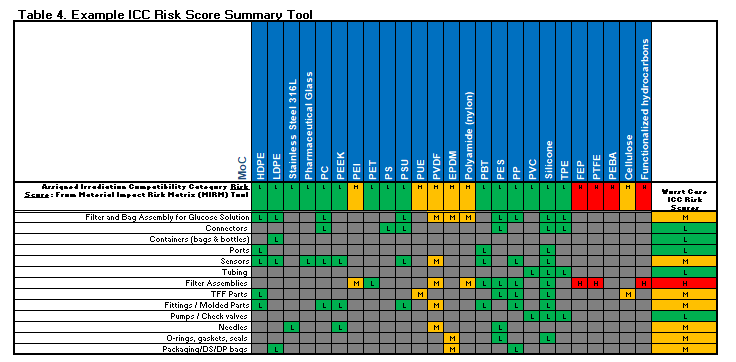 Table 4. Example ICC Risk Score Summary Tool
MoC HDPE LDPE Stainless Steel 316L Pharmaceutical Glass PC PEEK PEI PET PS PSU PUE PVDF EPDM Polyamide (nylon) PBT PES PP PVC Silicone TPE FEP PTFE PEBA Cellulose Functionalized hydrocarbons
Assigned Irradiation Compatibility Category Risk
Score: From Material Impact Risk Matrix (MIRM) Tool
L L L L L L M L L L M M M M L L L L L L H H H M H
Worst Case
ICC Risk
Scores
Filter and Bag Assembly for Glucose Solution L L L L M M M L L L L M
Connectors L L L L L L L
Containers (bags & bottles) L L
Ports L L L L
Sensors L L L L L L M L L L M
Tubing L L L L
Filter Assemblies M L M M L L L L H H H H
TFF Parts L M L L L M M
Fittings / Molded Parts L L L L M L L L M
Pumps / Check valves L L L L
Needles L L M L M
O-rings, gaskets, seals M L L M
Packaging/DS/DP bags L M L M